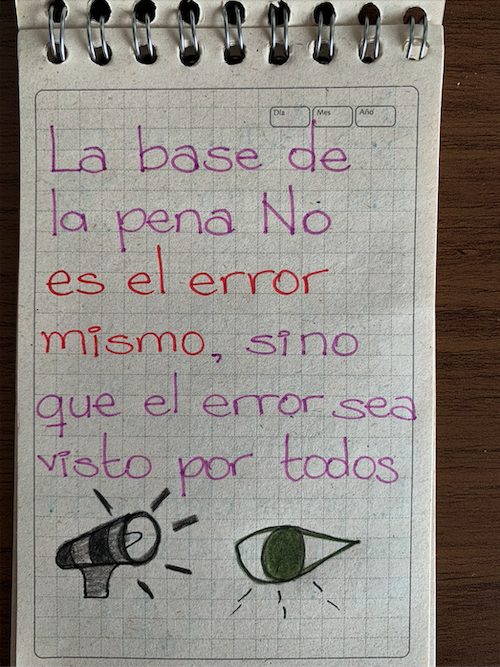 Día Mes Año
La base de
la pena No
es el error
mismo, sino
que el error sea
visto por todos